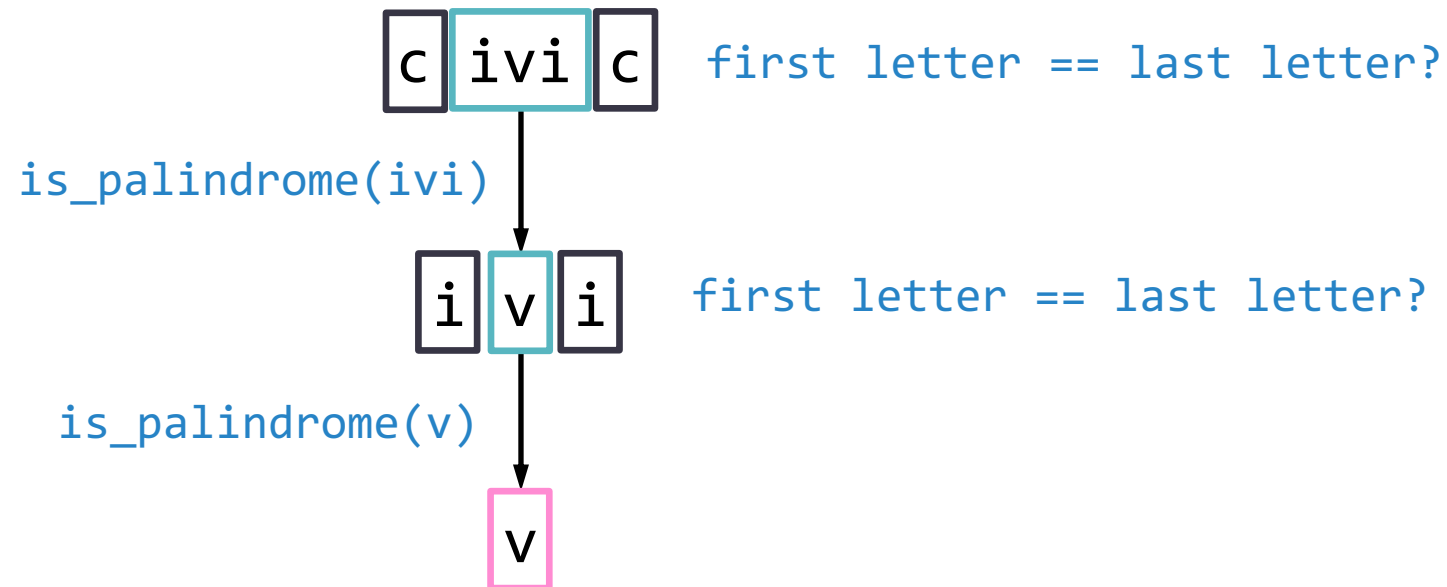 c ivi c first letter == last letter?
is_palindrome(ivi)
i v i first letter == last letter?
is_palindrome(v)
v